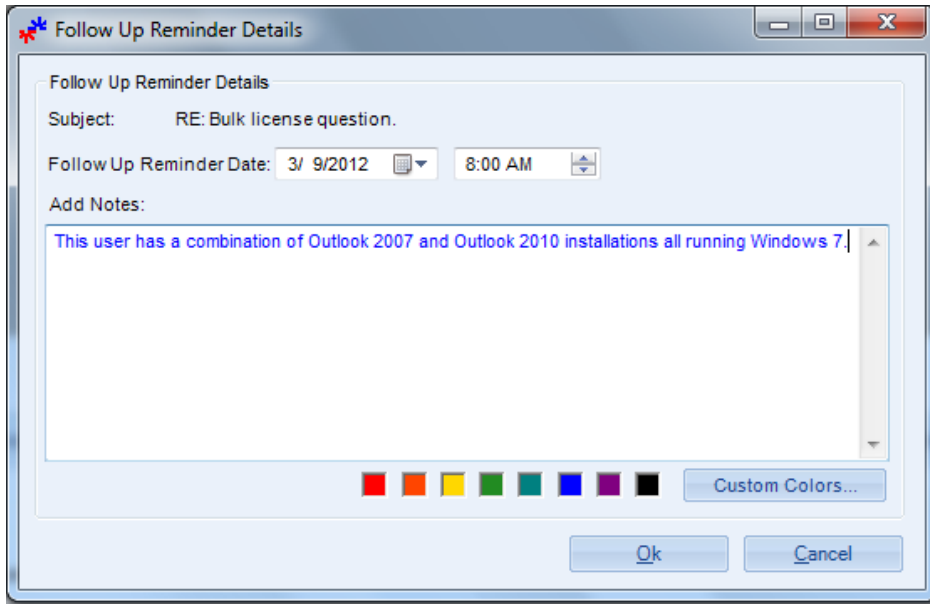 Follow Up Reminder Details
Follow Up Reminder Details
Subject: RE: Bulk license question.
Follow Up Reminder Date: 3/ 9/2012 8:00 AM
Add Notes:
This user has a combination of Outlook 2007 and Outlook 2010 installations all running Windows 7.
Custom Colors...
Ok Cancel